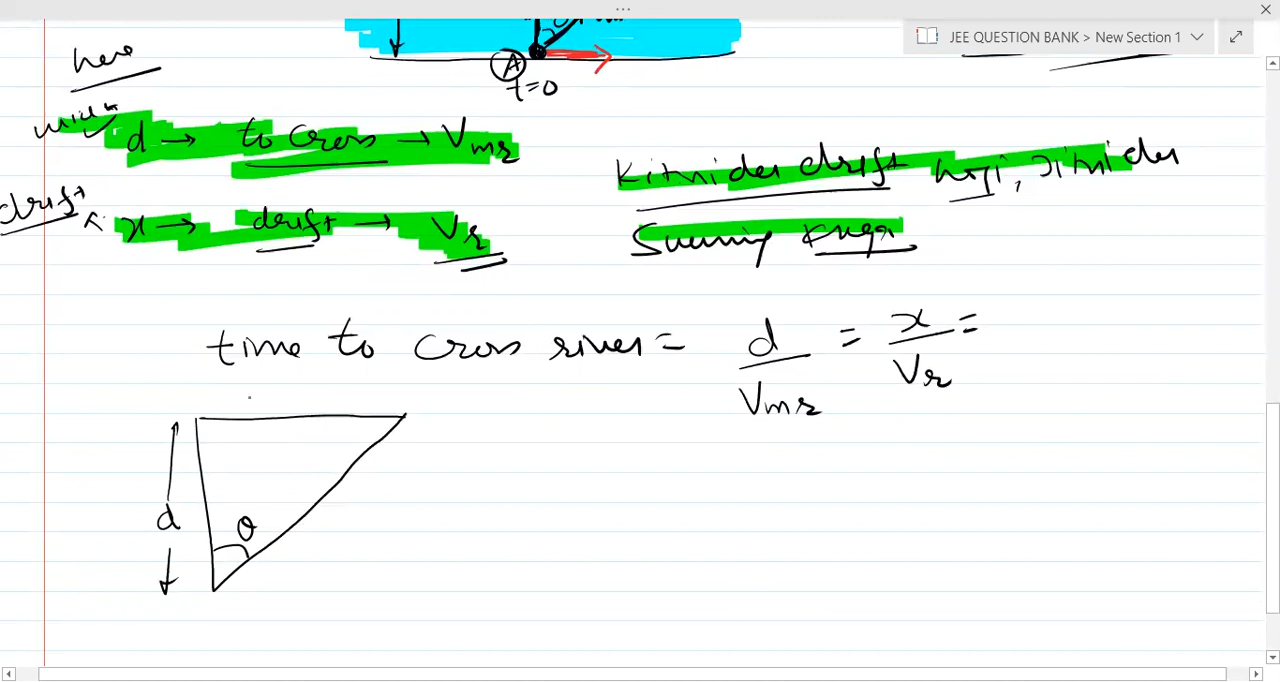 JEE QUESTION BANK > New Section 1
here
A
t=0
width
d → to cross → Vmr
Kitni der drift hogi, jitni der
drift
x → drift → Vr
Swimming karega
time to cross river = d/Vmr = x/Vr =
d
θ